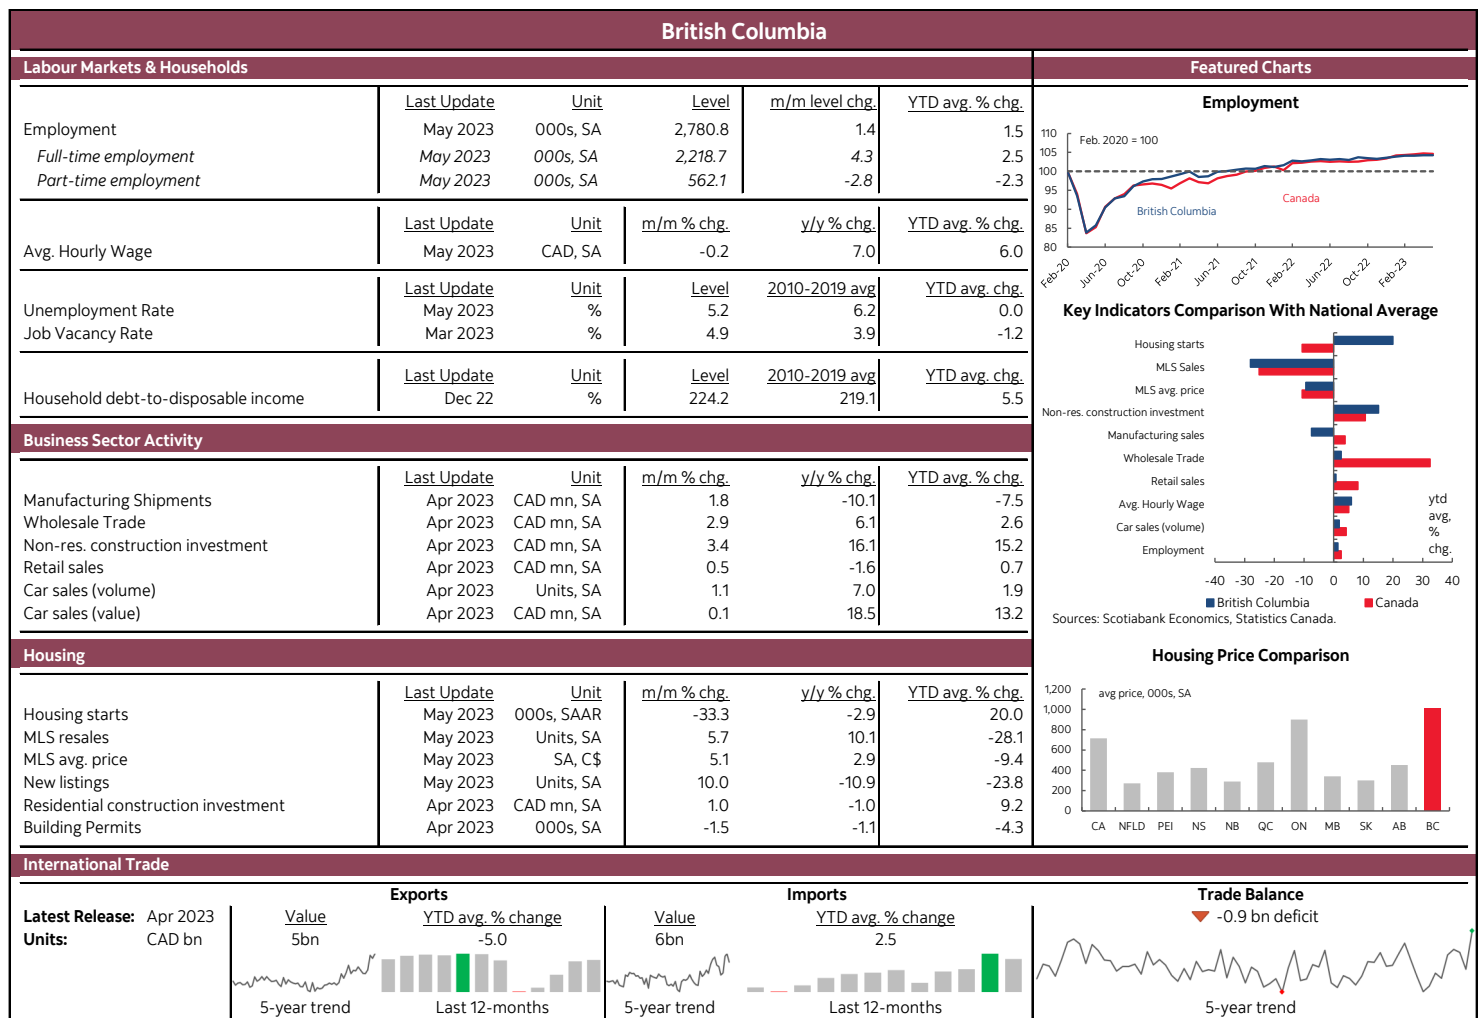 British Columbia
Labour Markets & Households
Last Update Unit Level m/m level chg. YTD avg. % chg.
Employment May 2023 000s, SA 2,780.8 1.4 1.5
Full-time employment May 2023 000s, SA 2,218.7 4.3 2.5
Part-time employment May 2023 000s, SA 562.1 -2.8 -2.3
Last Update Unit m/m % chg. y/y % chg. YTD avg. % chg.
Avg. Hourly Wage May 2023 CAD, SA -0.2 7.0 6.0
Last Update Unit Level 2010-2019 avg YTD avg. chg.
Unemployment Rate May 2023 % 5.2 6.2 0.0
Job Vacancy Rate Mar 2023 % 4.9 3.9 -1.2
Last Update Unit Level 2010-2019 avg YTD avg. chg.
Household debt-to-disposable income Dec 22 % 224.2 219.1 5.5
Business Sector Activity
Last Update Unit m/m % chg. y/y % chg. YTD avg. % chg.
Manufacturing Shipments Apr 2023 CAD mn, SA 1.8 -10.1 -7.5
Wholesale Trade Apr 2023 CAD mn, SA 2.9 6.1 2.6
Non-res. construction investment Apr 2023 CAD mn, SA 3.4 16.1 15.2
Retail sales Apr 2023 CAD mn, SA 0.5 -1.6 0.7
Car sales (volume) Apr 2023 Units, SA 1.1 7.0 1.9
Car sales (value) Apr 2023 CAD mn, SA 0.1 18.5 13.2
Housing
Last Update Unit m/m % chg. y/y % chg. YTD avg. % chg.
Housing starts May 2023 000s, SAAR -33.3 -2.9 20.0
MLS resales May 2023 Units, SA 5.7 10.1 -28.1
MLS avg. price May 2023 SA, C$ 5.1 2.9 -9.4
New listings May 2023 Units, SA 10.0 -10.9 -23.8
Residential construction investment Apr 2023 CAD mn, SA 1.0 -1.0 9.2
Building Permits Apr 2023 000s, SA -1.5 -1.1 -4.3
Featured Charts
Employment
Feb. 2020 = 100
110
105
100
95
90
85
80
British Columbia
Canada
Feb-20 Jun-20 Oct-20 Feb-21 Jun-21 Oct-21 Feb-22 Jun-22 Oct-22 Feb-23
Key Indicators Comparison With National Average
Housing starts
MLS Sales
MLS avg. price
Non-res. construction investment
Manufacturing sales
Wholesale Trade
Retail sales
Avg. Hourly Wage
Car sales (volume)
Employment
ytd
avg,
%
chg.
-40 -30 -20 -10 0 10 20 30 40
British Columbia Canada
Sources: Scotiabank Economics, Statistics Canada.
Housing Price Comparison
avg price, 000s, SA
1,200
1,000
800
600
400
200
0
CA NFLD PEI NS NB QC ON MB SK AB BC
International Trade
Exports Imports Trade Balance
Latest Release: Apr 2023 Value YTD avg. % change Value YTD avg. % change -0.9 bn deficit
Units: CAD bn 5bn -5.0 6bn 2.5
5-year trend Last 12-months 5-year trend Last 12-months 5-year trend